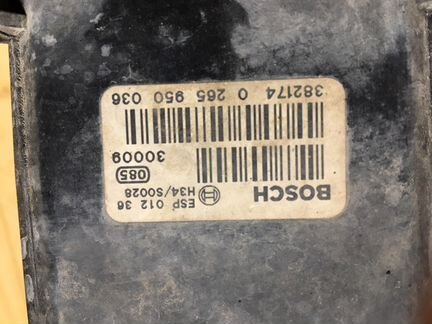 BOSCH
ESP 012 36
H34/S0028
30009 085
382174 0 265 950 036